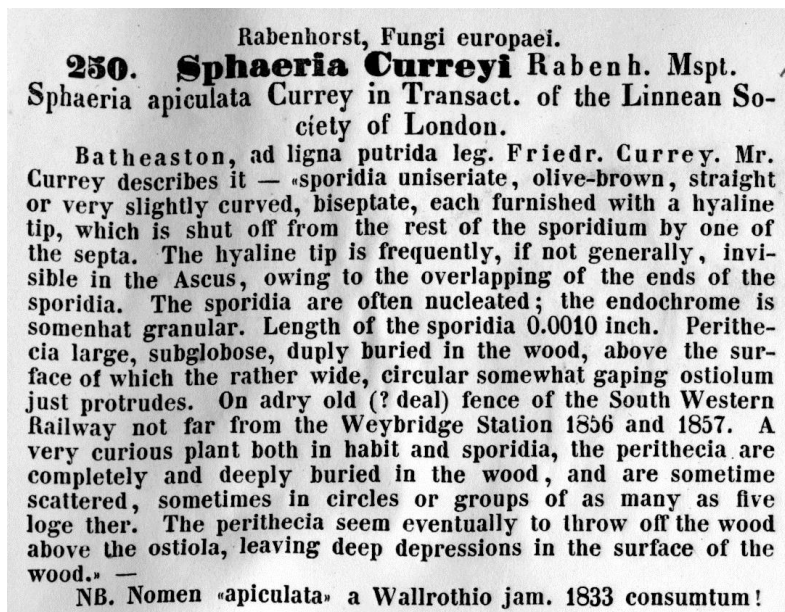 Rabenhorst, Fungi europaei.
250. Sphaeria Curreyi Rabenh. Mspt.
Sphaeria apiculata Currey in Transact. of the Linnean So-
ciety of London.
Batheaston, ad ligna putrida leg. Friedr. Currey. Mr.
Currey describes it — «sporidia uniseriate, olive-brown, straight
or very slightly curved, biseptate, each furnished with a hyaline
tip, which is shut off from the rest of the sporidium by one of
the septa. The hyaline tip is frequently, if not generally, invi-
sible in the Ascus, owing to the overlapping of the ends of the
sporidia. The sporidia are often nucleated; the endochrome is
somenhat granular. Length of the sporidia 0.0010 inch. Perithe-
cia large, subglobose, duply buried in the wood, above the sur-
face of which the rather wide, circular somewhat gaping ostiolum
just protrudes. On adry old (? deal) fence of the South Western
Railway not far from the Weybridge Station 1856 and 1857. A
very curious plant both in habit and sporidia, the perithecia are
completely and deeply buried in the wood, and are sometime
scattered, sometimes in circles or groups of as many as five
loge ther. The perithecia seem eventually to throw off the wood
above the ostiola, leaving deep depressions in the surface of the
wood.» —
NB. Nomen «apiculata» a Wallrothio jam. 1833 consumtum!